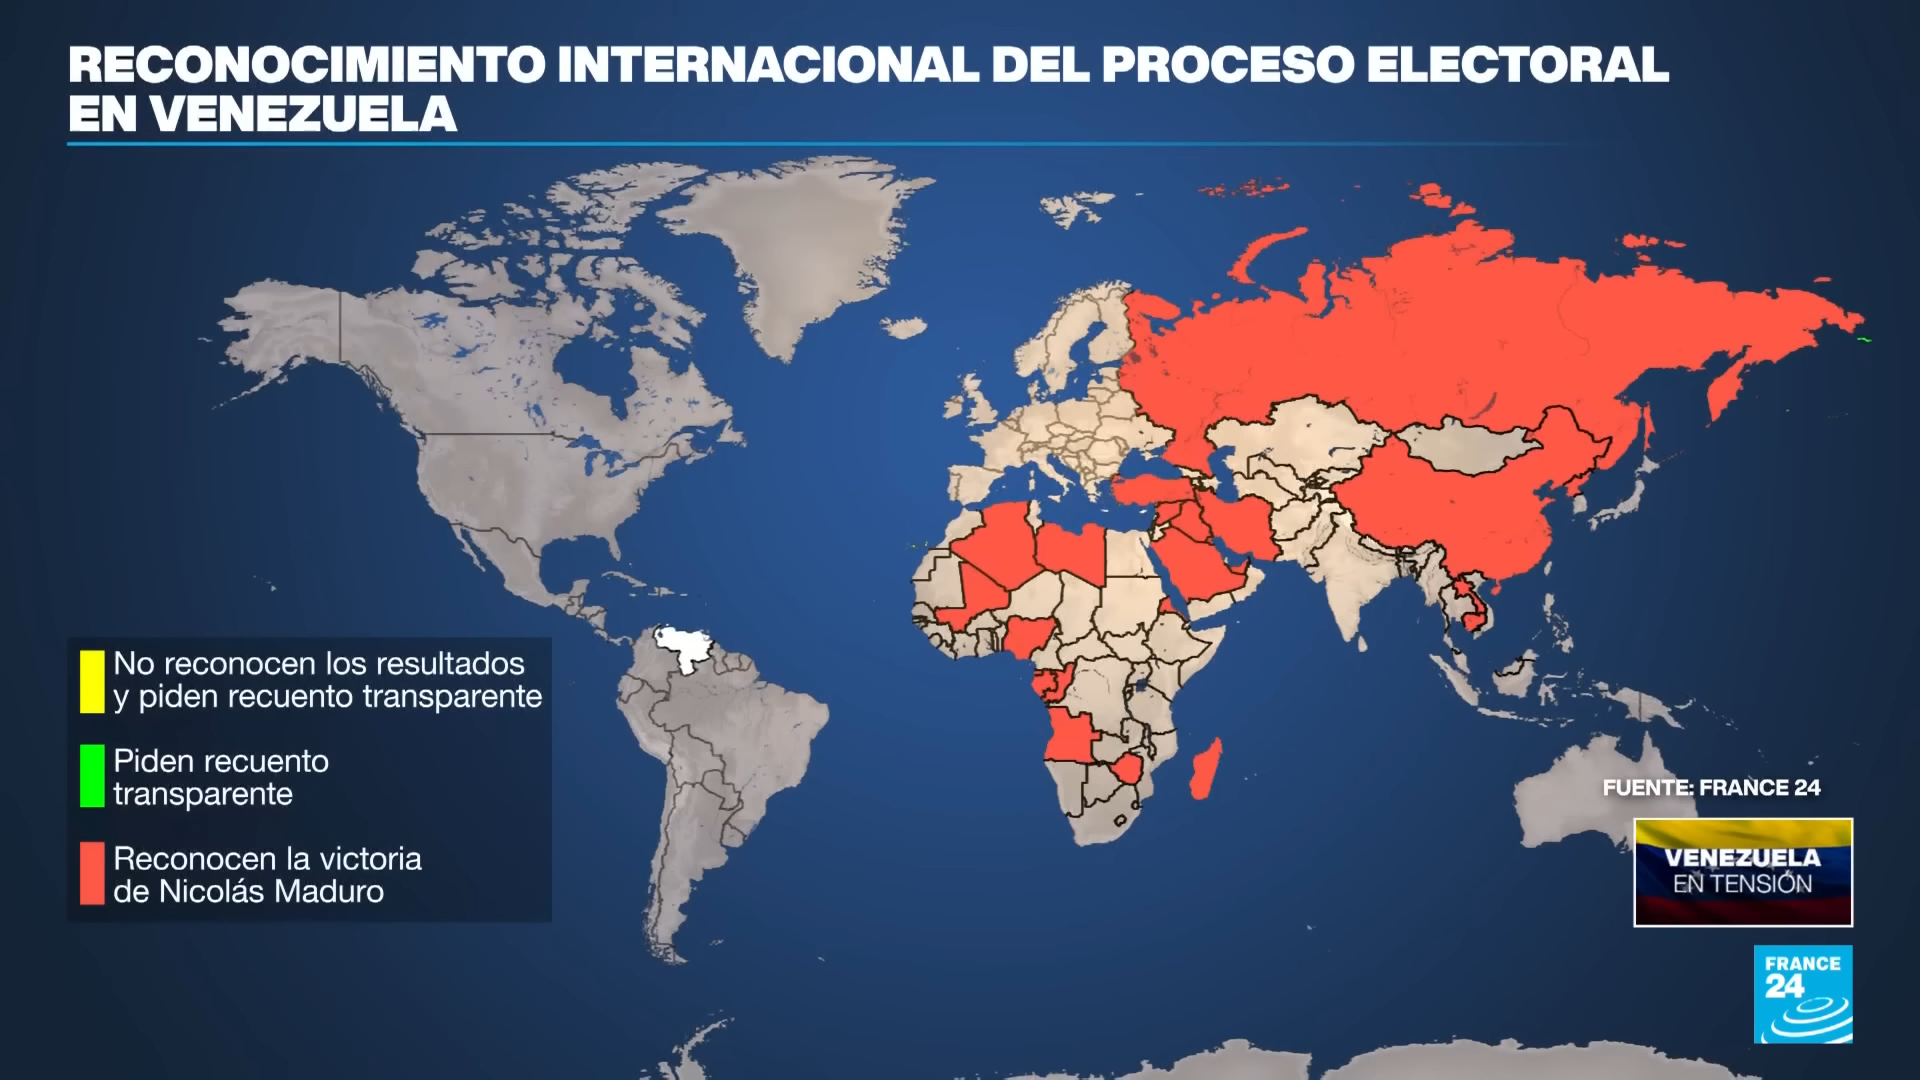 RECONOCIMIENTO INTERNACIONAL DEL PROCESO ELECTORAL
EN VENEZUELA
No reconocen los resultados
y piden recuento transparente
Piden recuento
transparente
Reconocen la victoria
de Nicolás Maduro
FUENTE: FRANCE 24
VENEZUELA
EN TENSIÓN
FRANCE
24